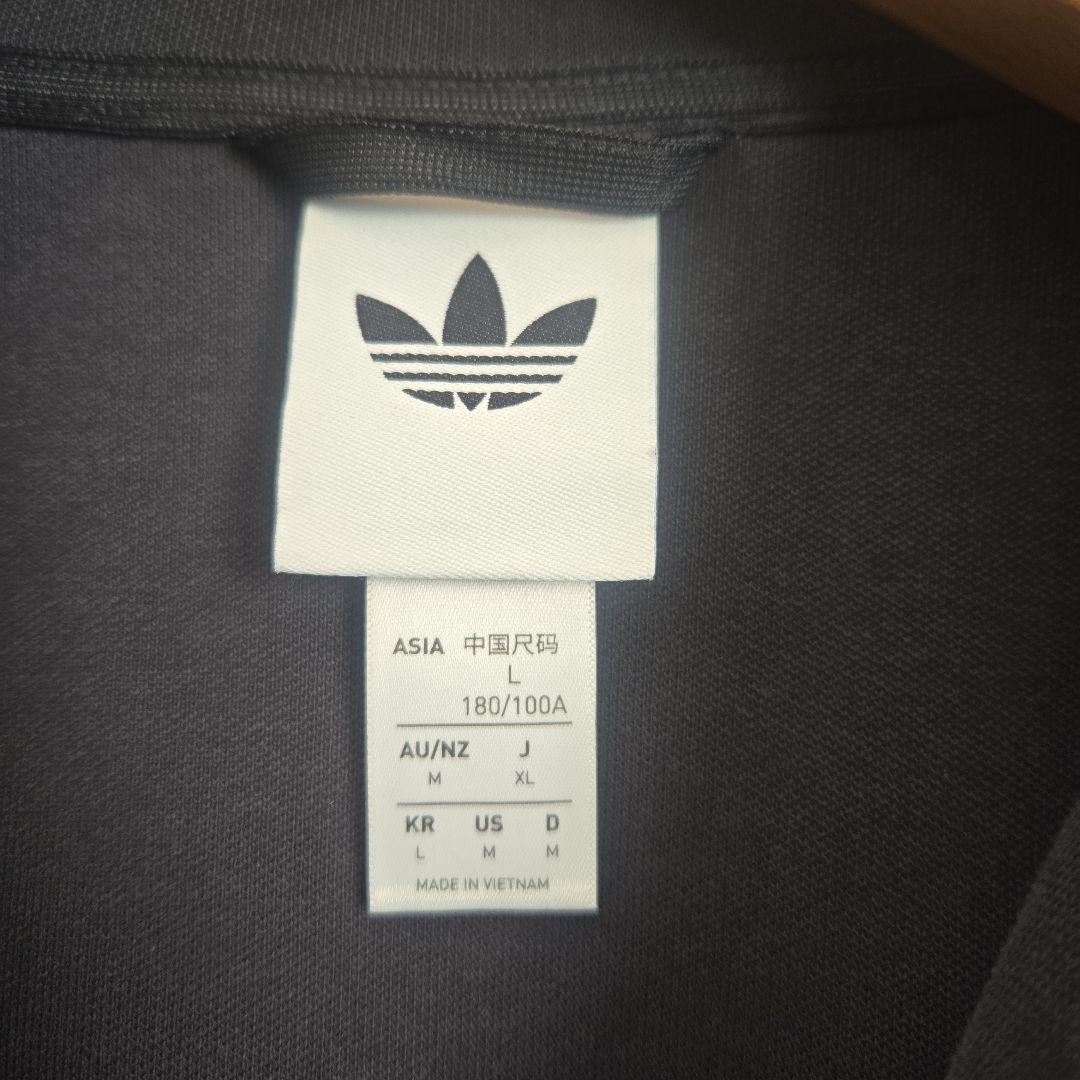 ASIA 中国尺码
L
180/100A
AU/NZ J
M XL
KR US D
L M M
MADE IN VIETNAM